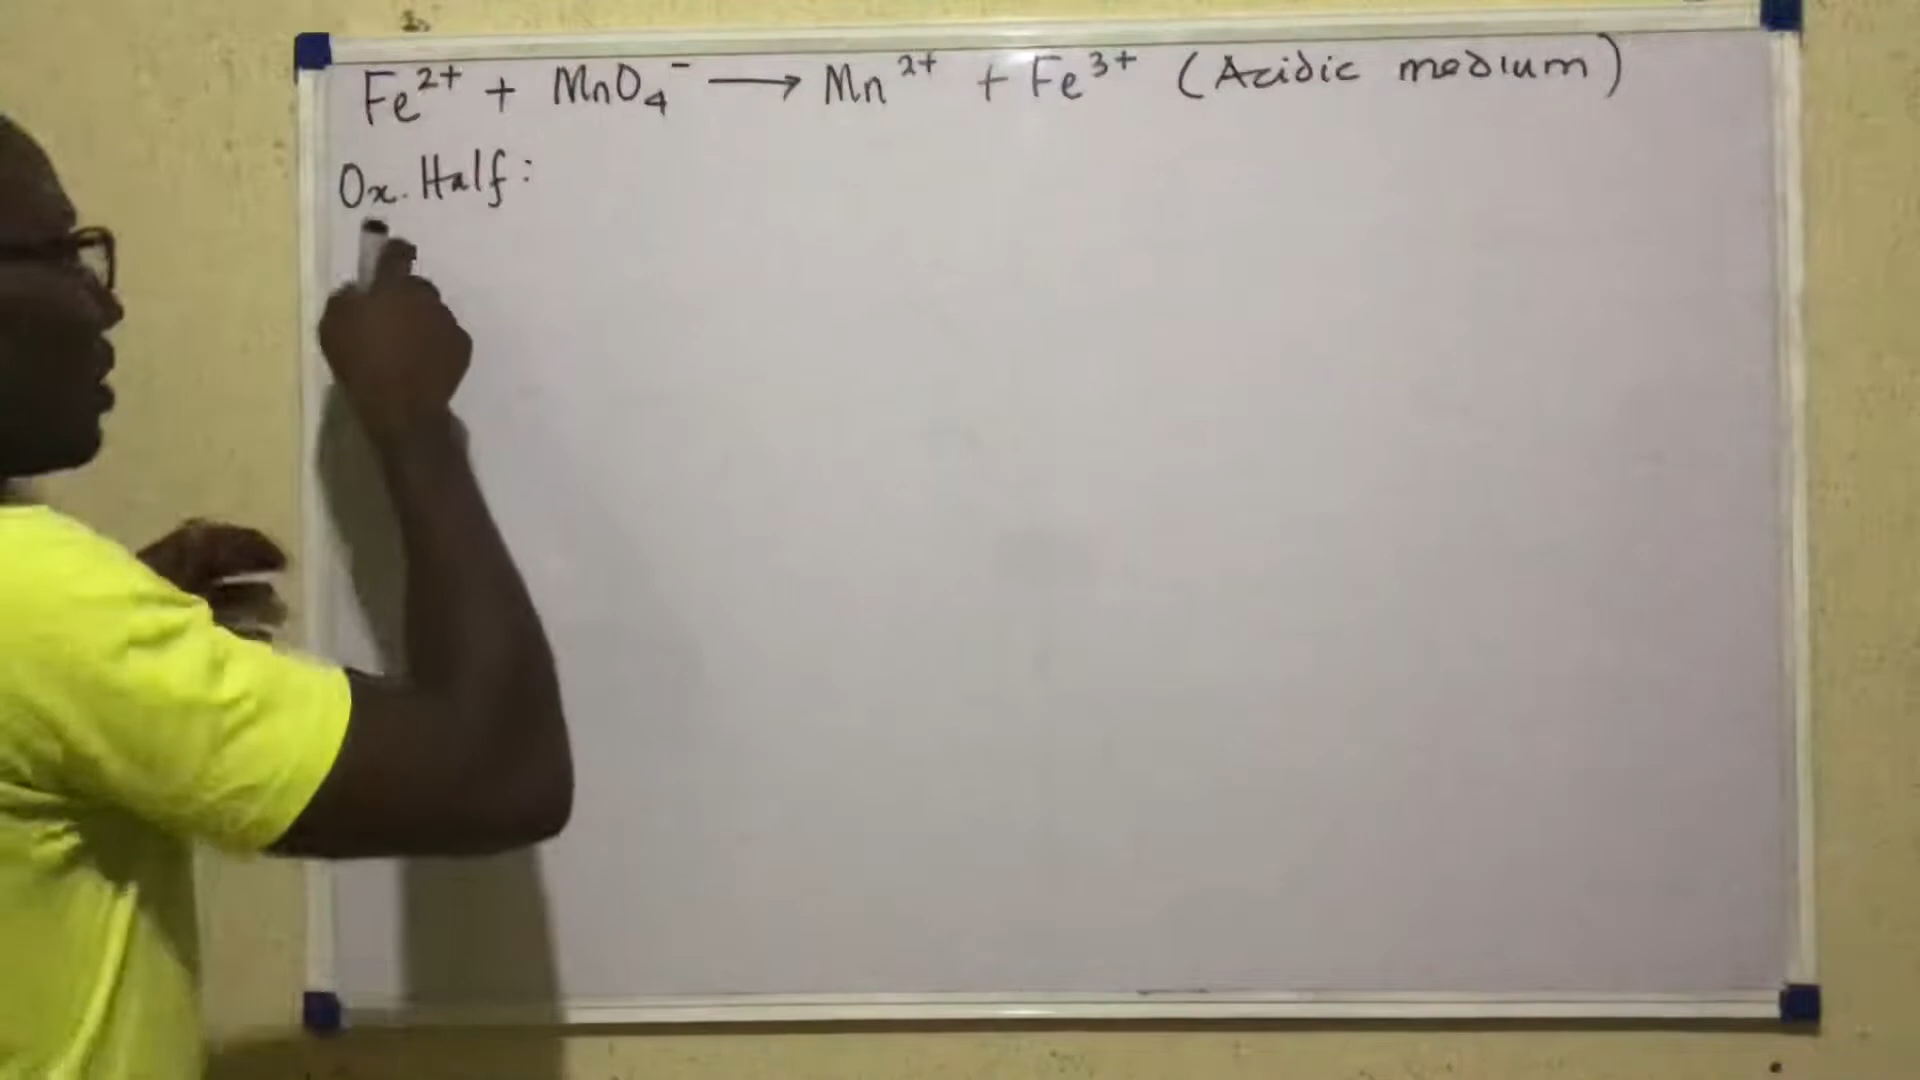 Fe²⁺ + MnO₄⁻ ⟶ Mn²⁺ + Fe³⁺ (Acidic medium)
Ox. Half: